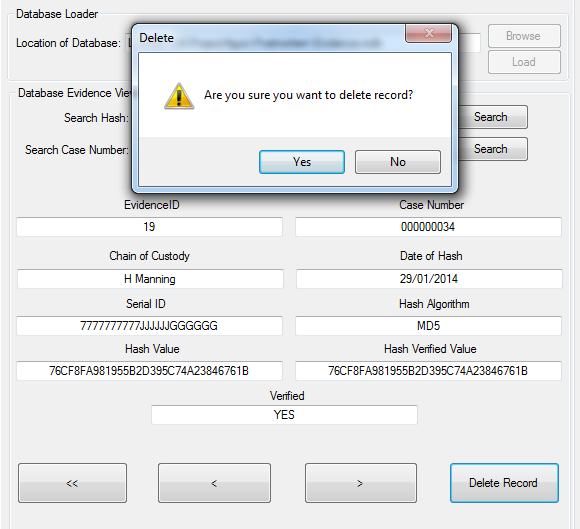 Database Loader
Delete
Location of Database:
Browse
Load
Are you sure you want to delete record?
Yes
No
Database Evidence
Search Hash:
Search
Search Case Number:
Search
EvidenceID
Case Number
19
000000034
Chain of Custody
Date of Hash
H Manning
29/01/2014
Serial ID
Hash Algorithm
7777777777JJJJJJGGGGGG
MD5
Hash Value
Hash Verified Value
76CF8FA981955B2D395C74A23846761B
76CF8FA981955B2D395C74A23846761B
Verified
YES
<<
<
>
Delete Record